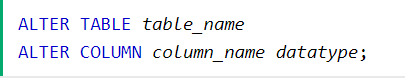 ALTER TABLE table_name
ALTER COLUMN column_name datatype;